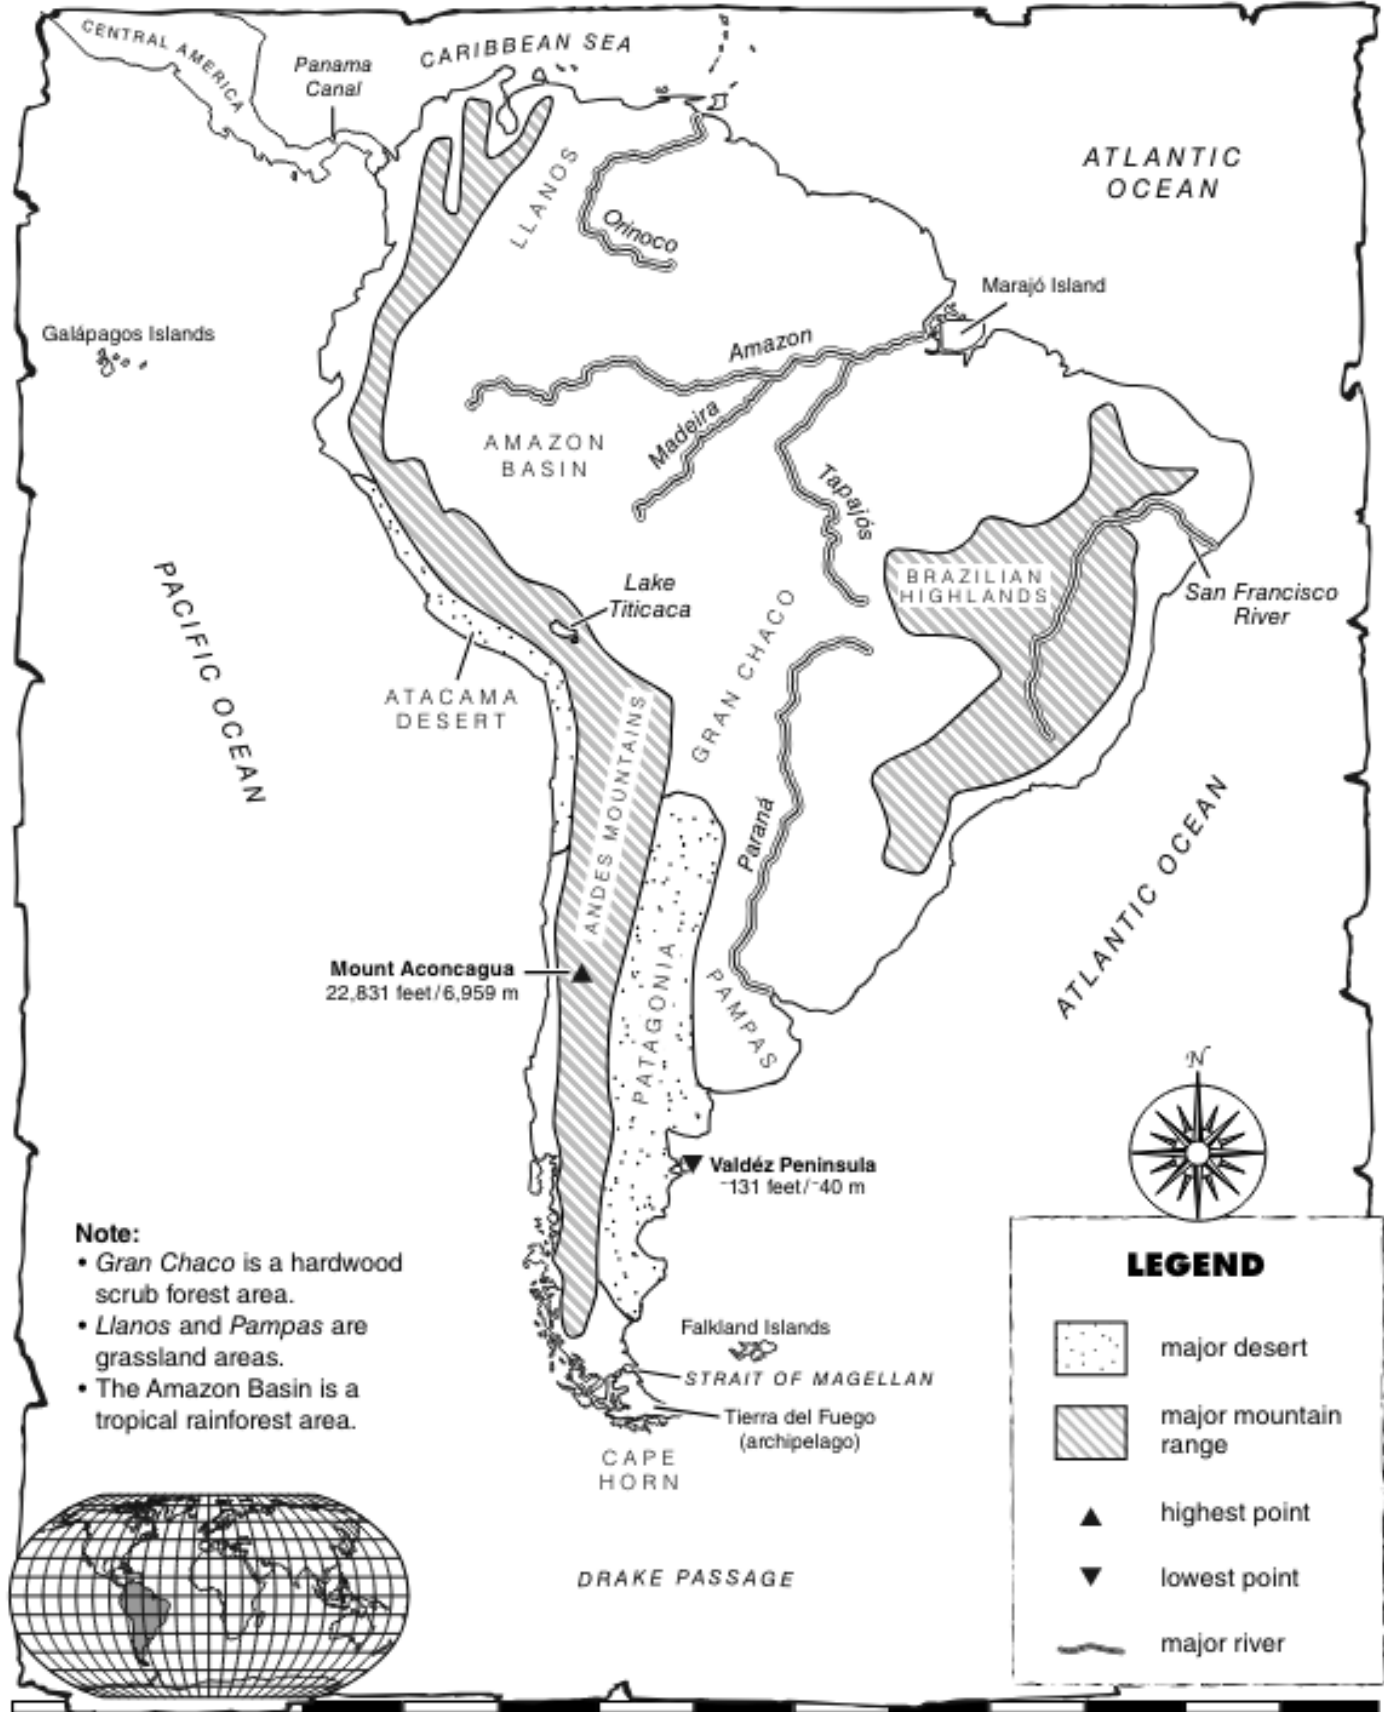 CENTRAL AMERICA
Panama
Canal
CARIBBEAN SEA
ATLANTIC
OCEAN
LLANOS
Orinoco
Marajó Island
Galápagos Islands
Amazon
Madeira
AMAZON
BASIN
Tapajós
BRAZILIAN
HIGHLANDS
San Francisco
River
PACIFIC OCEAN
Lake
Titicaca
GRAN CHACO
ATACAMA
DESERT
ANDES MOUNTAINS
Paraná
ATLANTIC OCEAN
Mount Aconcagua
22,831 feet/6,959 m
PATAGONIA
PAMPAS
N
Valdéz Peninsula
-131 feet/-40 m
Note:
• Gran Chaco is a hardwood
scrub forest area.
• Llanos and Pampas are
grassland areas.
• The Amazon Basin is a
tropical rainforest area.
Falkland Islands
STRAIT OF MAGELLAN
Tierra del Fuego
(archipelago)
CAPE
HORN
DRAKE PASSAGE
LEGEND
major desert
major mountain
range
highest point
lowest point
major river